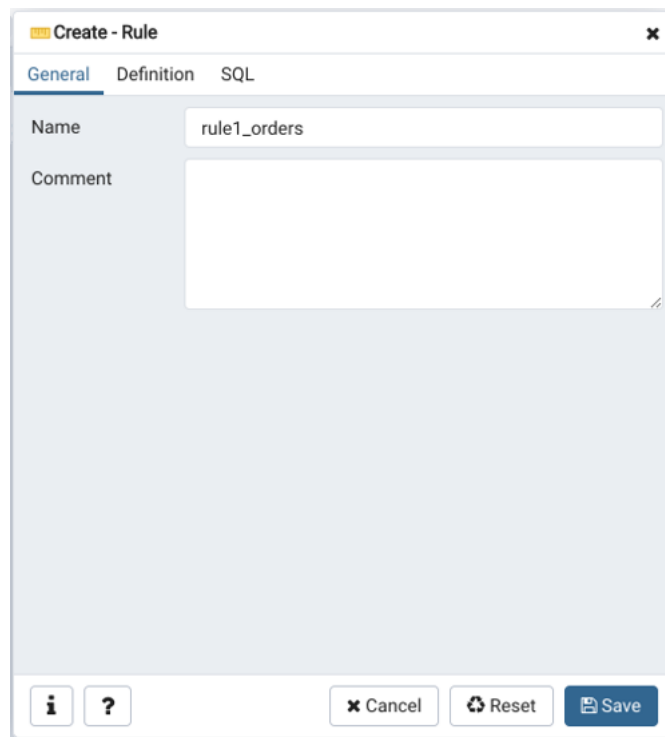 Create - Rule
General Definition SQL
Name rule1_orders
Comment
i ? Cancel Reset Save